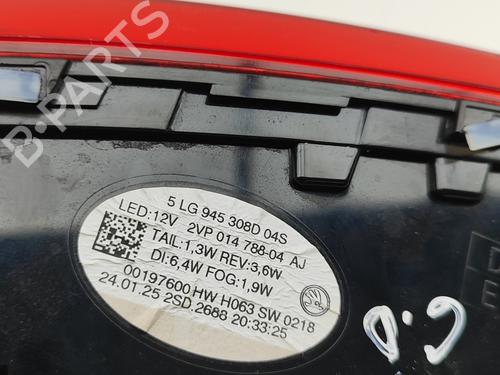 B-PARTS
5 LG 945 308D 04S
LED:12V 2VP 014 788-04 AJ
TAIL:1,3W REV:3,6W
DI:6,4W FOG:1,9W
00197600 HW H063 SW 0218
24.01.25 2SD:2688 20:33:25
C.D